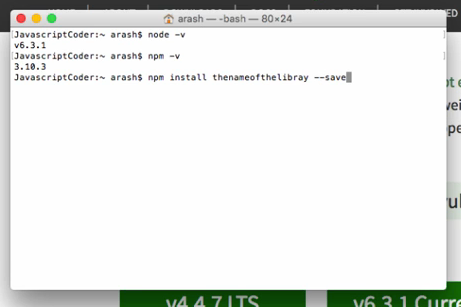 arash — -bash — 80×24
[JavascriptCoder:~ arash$ node -v
v6.3.1
[JavascriptCoder:~ arash$ npm -v
3.10.3
JavascriptCoder:~ arash$ npm install thenameofthelibray --save
v4.4.7 LTS
v6.3.1 Curre